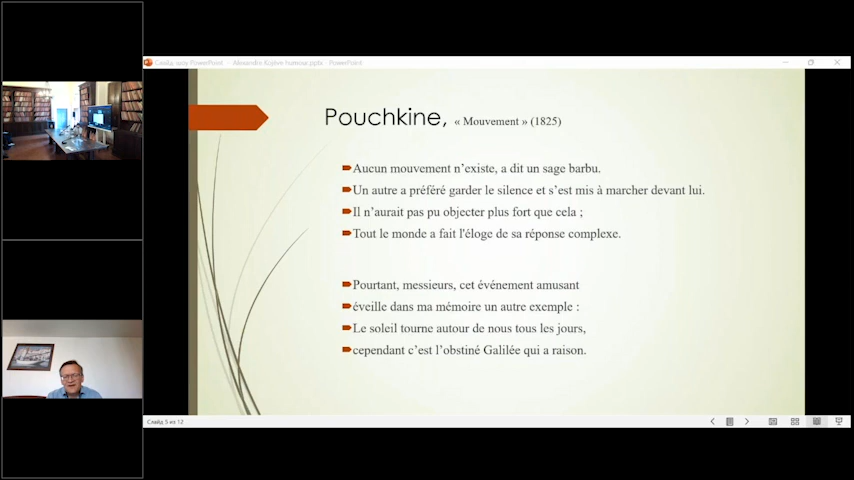 Слайд-шоу PowerPoint - Alexandre Kojève
PowerPoint
Pouchkine, « Mouvement » (1825)
Aucun mouvement n’existe, a dit un sage barbu.
Un autre a préféré garder le silence et s’est mis à marcher devant lui.
Il n’aurait pas pu objecter plus fort que cela ;
Tout le monde a fait l'éloge de sa réponse complexe.
Pourtant, messieurs, cet événement amusant
éveille dans ma mémoire un autre exemple :
Le soleil tourne autour de nous tous les jours,
cependant c’est l’obstiné Galilée qui a raison.
Слайд 5 из 12